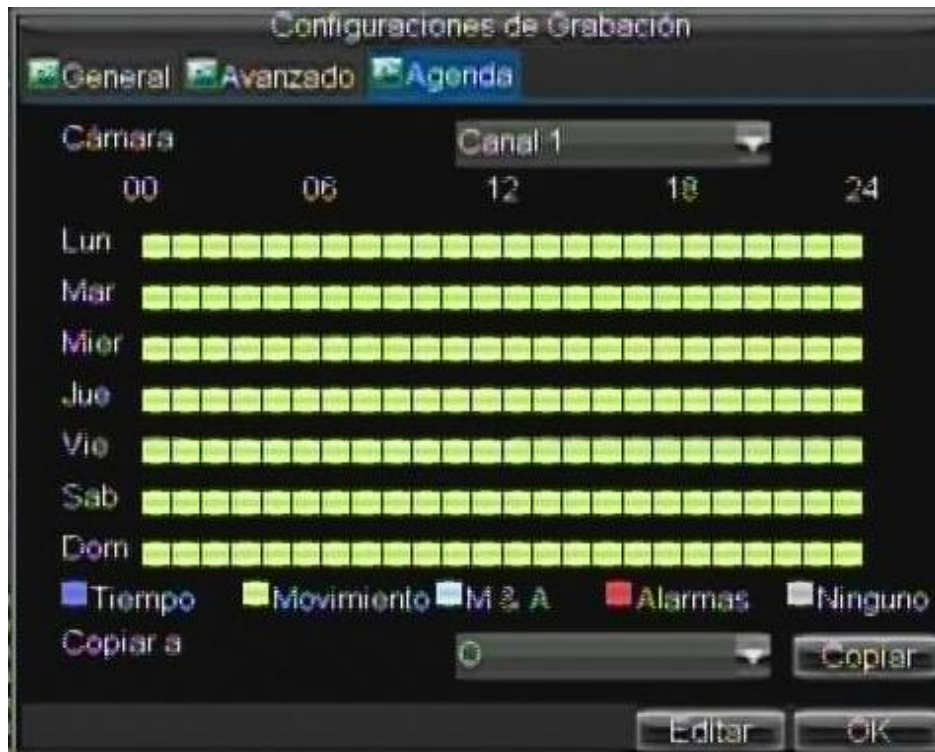 Configuraciones de Grabación
General Avanzado Agenda
Cámara Canal 1
00 06 12 18 24
Lun
Mar
Mier
Jue
Vie
Sab
Dom
Tiempo Movimiento M & A Alarmas Ninguno
Copiar a O Copiar
Editar OK